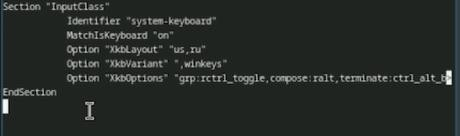 Section "InputClass"
Identifier "system-keyboard"
MatchIsKeyboard "on"
Option "XkbLayout" "us,ru"
Option "XkbVariant" ",winkeys"
Option "XkbOptions" "grp:rctrl_toggle,compose:ralt,terminate:ctrl_alt_b>
EndSection